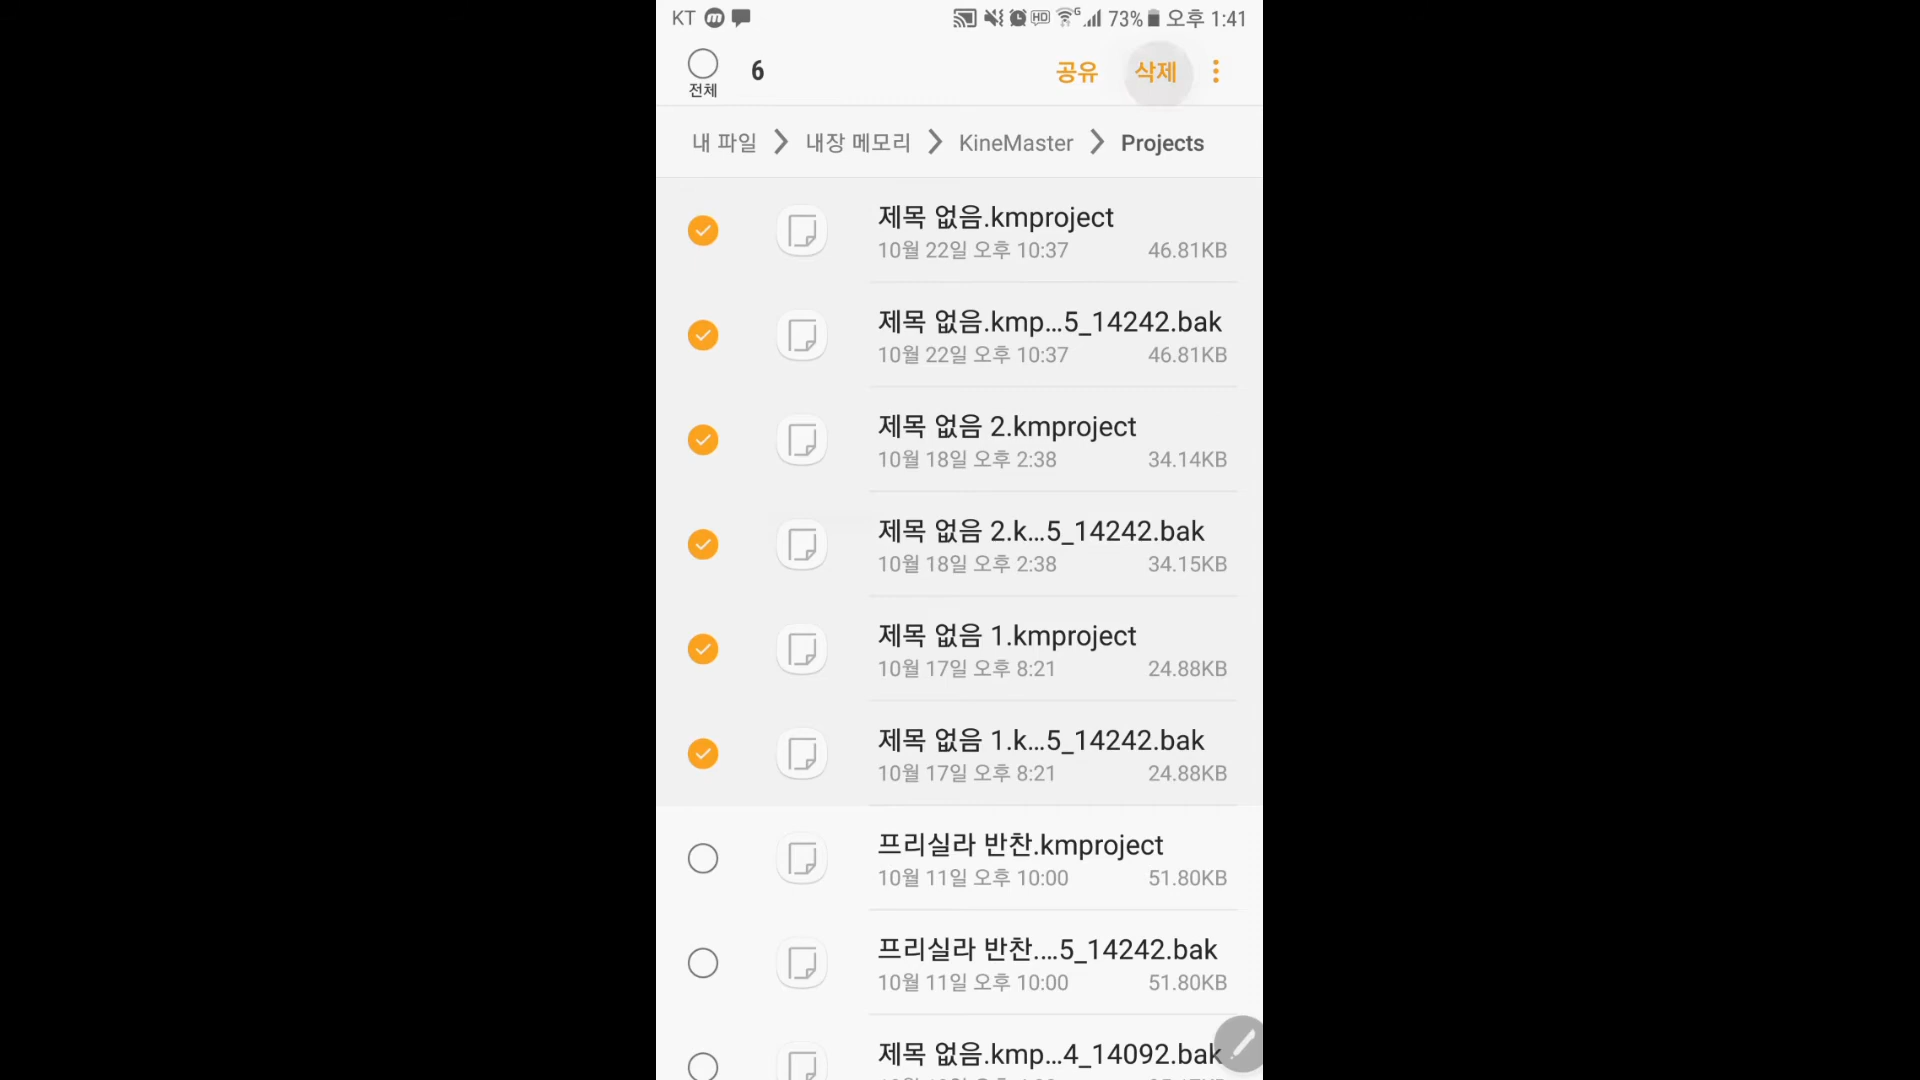 KT HD G 73% 오후 1:41
전체 6 공유 삭제
내 파일 내장 메모리 KineMaster Projects
제목 없음.kmproject
10월 22일 오후 10:37 46.81KB
제목 없음.kmp...5_14242.bak
10월 22일 오후 10:37 46.81KB
제목 없음 2.kmproject
10월 18일 오후 2:38 34.14KB
제목 없음 2.k...5_14242.bak
10월 18일 오후 2:38 34.15KB
제목 없음 1.kmproject
10월 17일 오후 8:21 24.88KB
제목 없음 1.k...5_14242.bak
10월 17일 오후 8:21 24.88KB
프리실라 반찬.kmproject
10월 11일 오후 10:00 51.80KB
프리실라 반찬....5_14242.bak
10월 11일 오후 10:00 51.80KB
제목 없음.kmp...4_14092.bak